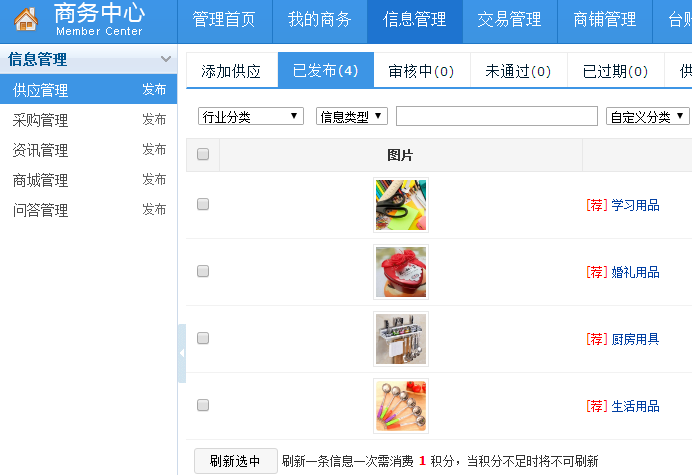 商务中心
Member Center
管理首页 我的商务 信息管理 交易管理 商铺管理 台账
信息管理
供应管理 发布
采购管理 发布
资讯管理 发布
商城管理 发布
问答管理 发布
添加供应 已发布(4) 审核中(0) 未通过(0) 已过期(0) 供
行业分类 信息类型 自定义分类
图片
[荐] 学习用品
[荐] 婚礼用品
[荐] 厨房用具
[荐] 生活用品
刷新选中 刷新一条信息一次需消费 1 积分，当积分不足时将不可刷新